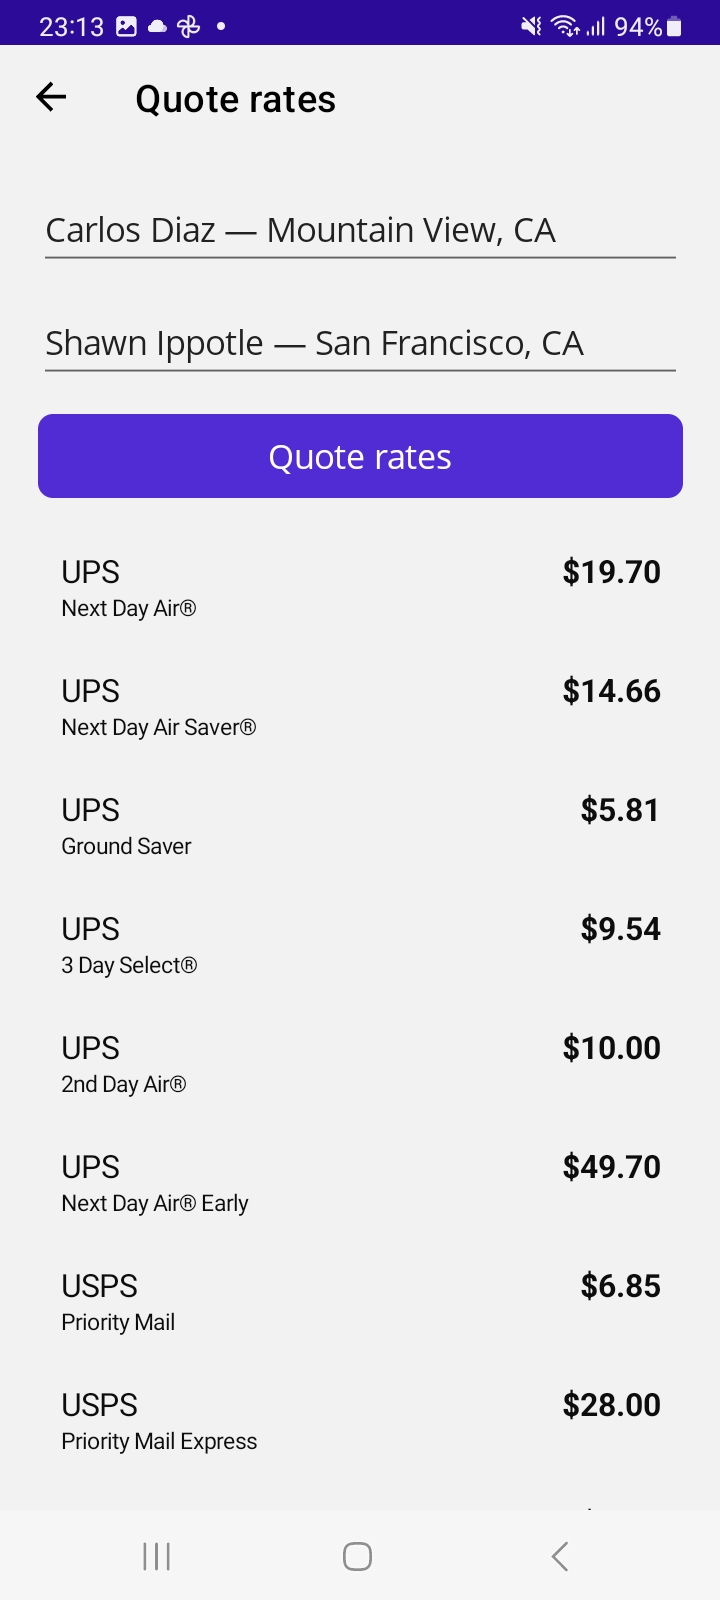 23:13
94%
Quote rates
Carlos Diaz — Mountain View, CA
Shawn Ippotle — San Francisco, CA
Quote rates
UPS $19.70
Next Day Air®
UPS $14.66
Next Day Air Saver®
UPS $5.81
Ground Saver
UPS $9.54
3 Day Select®
UPS $10.00
2nd Day Air®
UPS $49.70
Next Day Air® Early
USPS $6.85
Priority Mail
USPS $28.00
Priority Mail Express